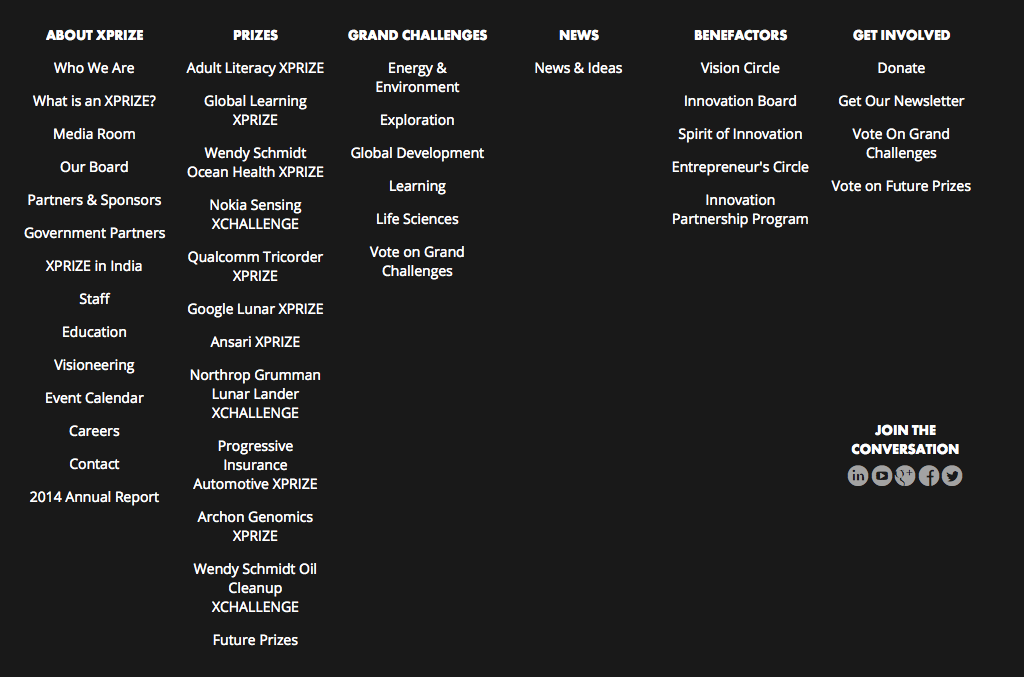 ABOUT XPRIZE
Who We Are
What is an XPRIZE?
Media Room
Our Board
Partners & Sponsors
Government Partners
XPRIZE in India
Staff
Education
Visioneering
Event Calendar
Careers
Contact
2014 Annual Report
PRIZES
Adult Literacy XPRIZE
Global Learning
XPRIZE
Wendy Schmidt
Ocean Health XPRIZE
Nokia Sensing
XCHALLENGE
Qualcomm Tricorder
XPRIZE
Google Lunar XPRIZE
Ansari XPRIZE
Northrop Grumman
Lunar Lander
XCHALLENGE
Progressive
Insurance
Automotive XPRIZE
Archon Genomics
XPRIZE
Wendy Schmidt Oil
Cleanup
XCHALLENGE
Future Prizes
GRAND CHALLENGES
Energy &
Environment
Exploration
Global Development
Learning
Life Sciences
Vote on Grand
Challenges
NEWS
News & Ideas
BENEFACTORS
Vision Circle
Innovation Board
Spirit of Innovation
Entrepreneur's Circle
Innovation
Partnership Program
GET INVOLVED
Donate
Get Our Newsletter
Vote On Grand
Challenges
Vote on Future Prizes
JOIN THE
CONVERSATION